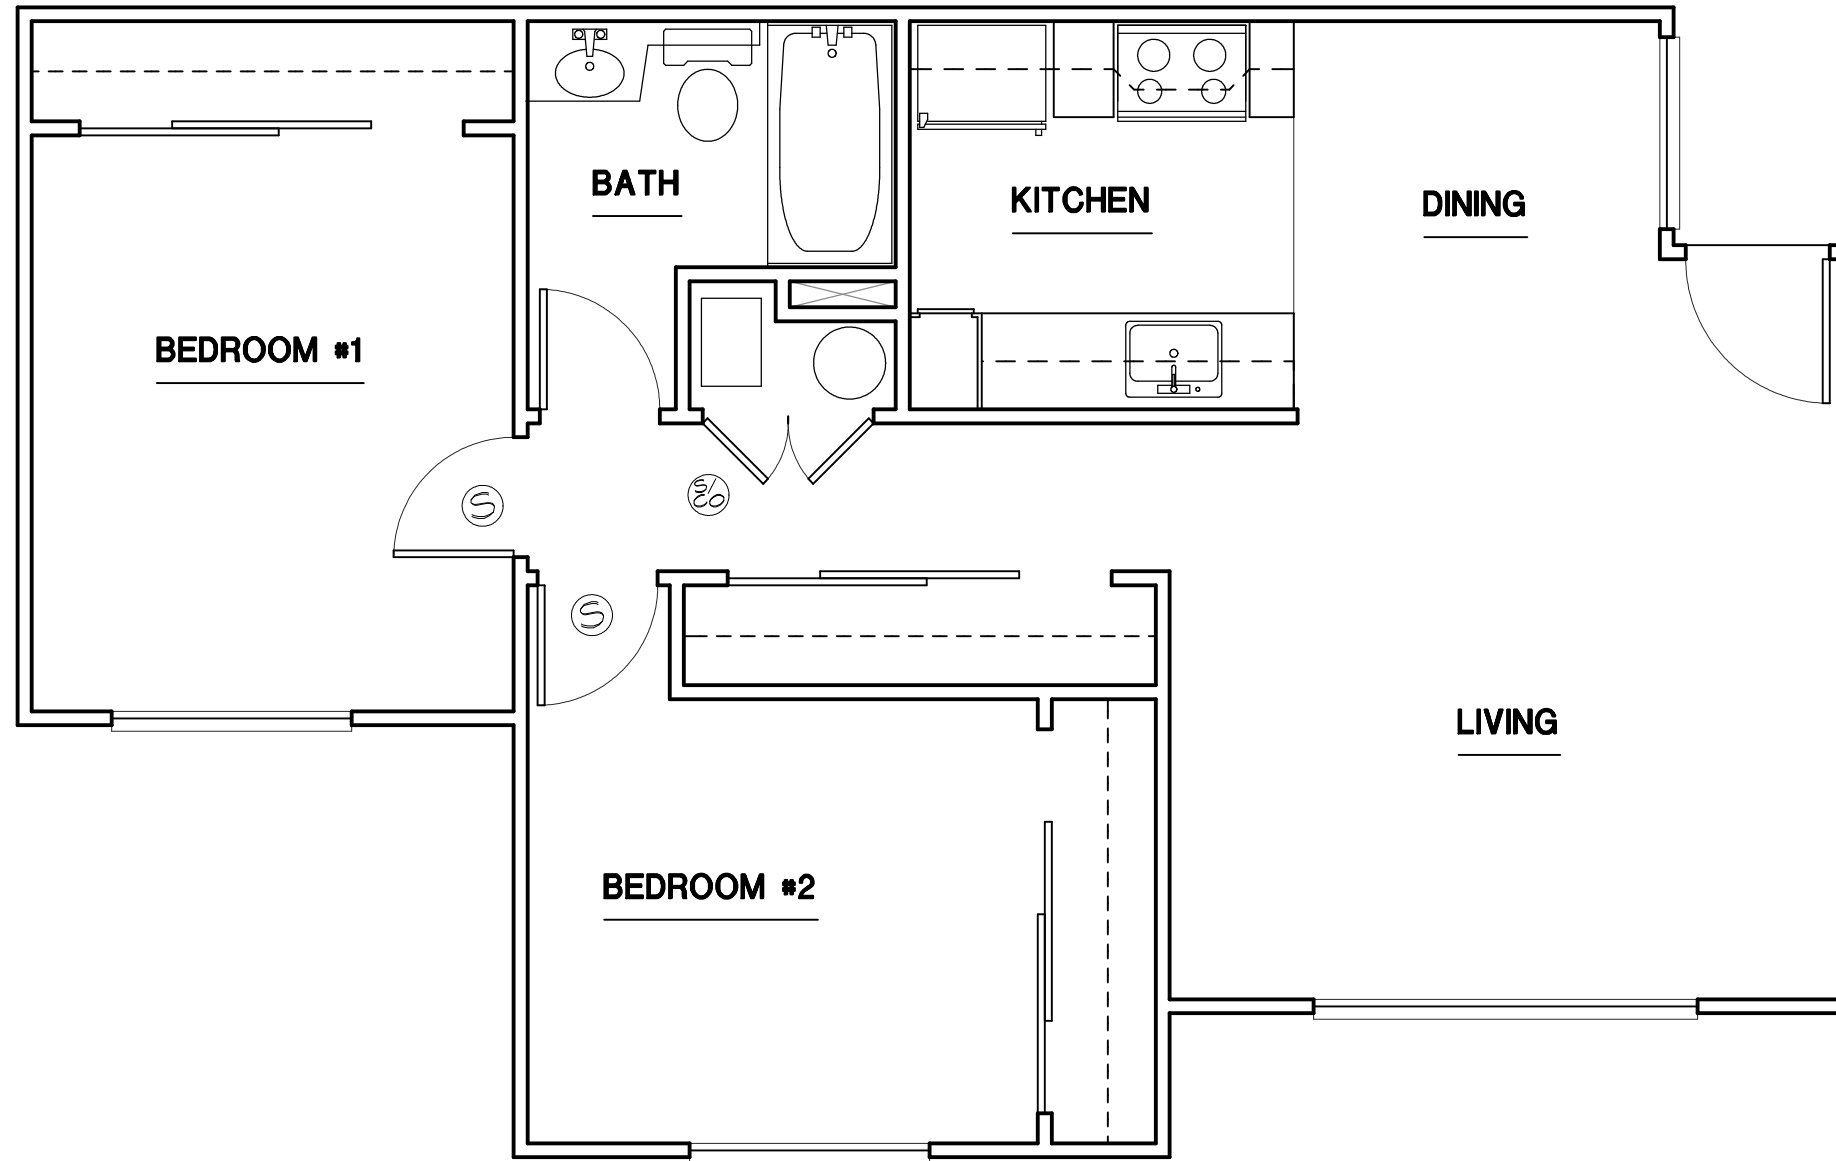 BATH
KITCHEN
DINING
BEDROOM #1
S
S/CO
S
LIVING
BEDROOM #2